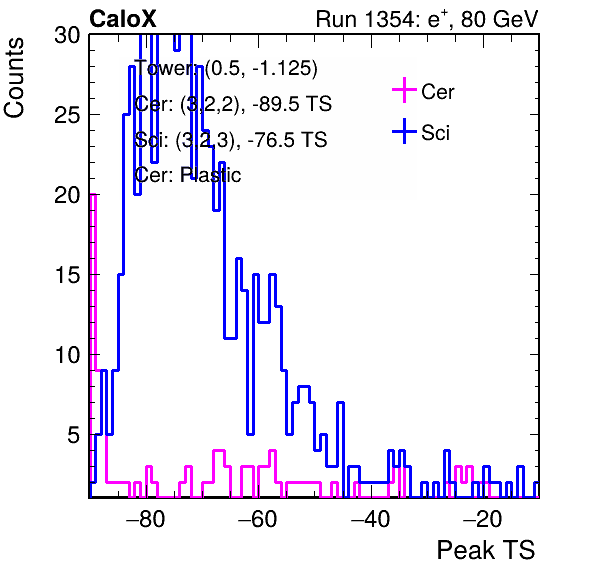 CaloX Run 1354: e+, 80 GeV
Counts
30
25
20
15
10
5
Tower: (0.5, -1.125)
Cer: (3,2,2), -89.5 TS
Sci: (3,2,3), -76.5 TS
Cer: Plastic
Cer
Sci
−80 −60 −40 −20
Peak TS